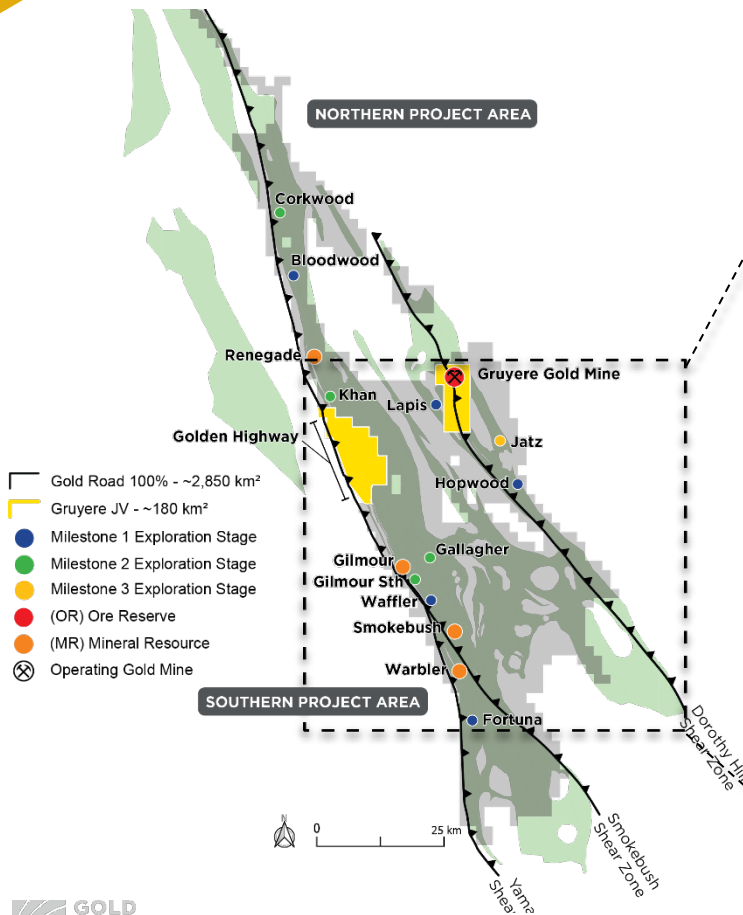 NORTHERN PROJECT AREA
Corkwood
Bloodwood
Renegade
Khan
Gruyere Gold Mine
Lapis
Golden Highway
Jatz
Hopwood
Gold Road 100% - ~2,850 km²
Gruyere JV - ~180 km²
Milestone 1 Exploration Stage
Milestone 2 Exploration Stage
Milestone 3 Exploration Stage
(OR) Ore Reserve
(MR) Mineral Resource
Operating Gold Mine
Gallagher
Gilmour
Gilmour Sth
Waffler
Smokebush
Warbler
SOUTHERN PROJECT AREA
Fortuna
Dorothy Hill
Shear Zone
Smokebush
Shear Zone
N
0
25 km
GOLD